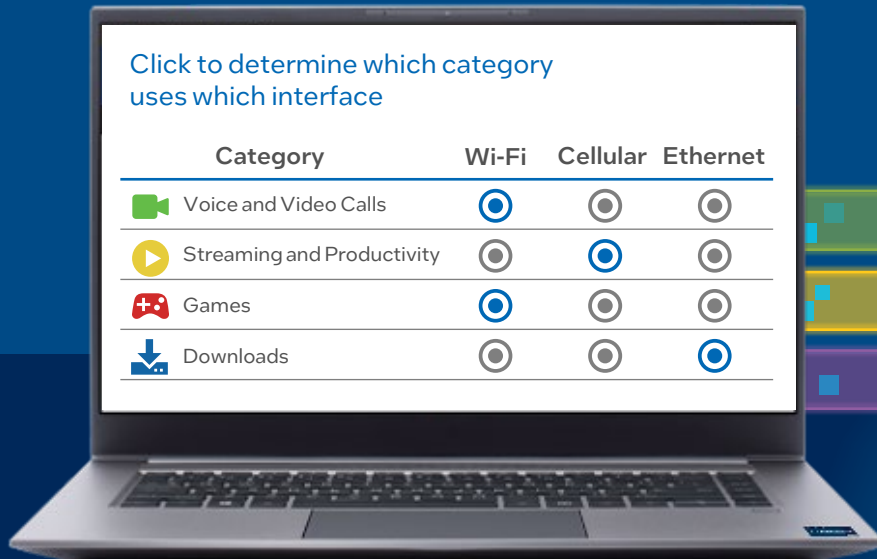 Click to determine which category
uses which interface
Category Wi-Fi Cellular Ethernet
Voice and Video Calls
Streaming and Productivity
Games
Downloads